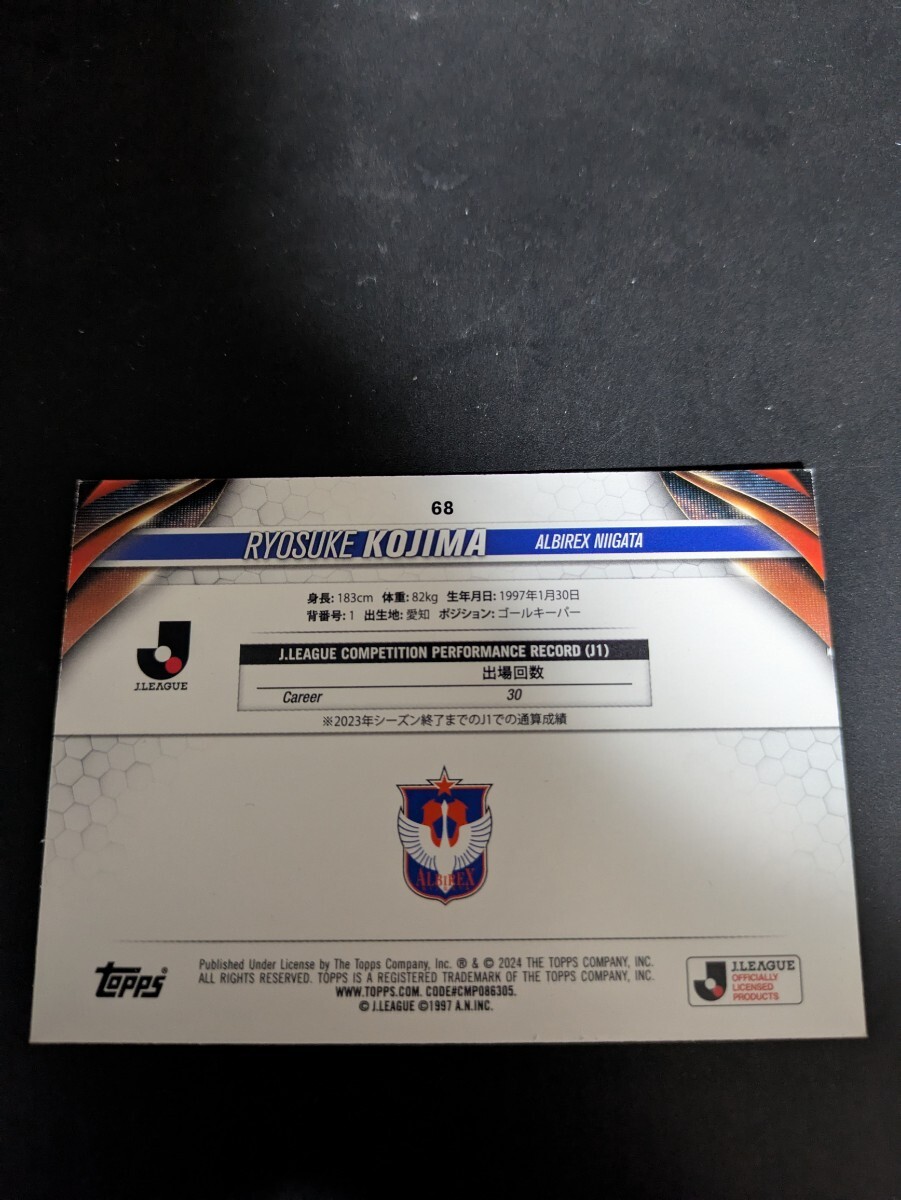 68
RYOSUKE KOJIMA ALBIREX NIIGATA
身長: 183cm 体重: 82kg 生年月日: 1997年1月30日
背番号: 1 出生地: 愛知 ポジション: ゴールキーパー
J.LEAGUE
J.LEAGUE COMPETITION PERFORMANCE RECORD (J1)
出場回数
Career 30
※2023年シーズン終了までのJ1での通算成績
ALBIREX
topps®
Published Under License by The Topps Company, Inc. ® & © 2024 THE TOPPS COMPANY, INC.
ALL RIGHTS RESERVED. TOPPS IS A REGISTERED TRADEMARK OF THE TOPPS COMPANY, INC.
WWW.TOPPS.COM. CODE#CMP086305.
© J.LEAGUE ©1997 A.N.INC.
J.LEAGUE
OFFICIALLY
LICENSED
PRODUCTS